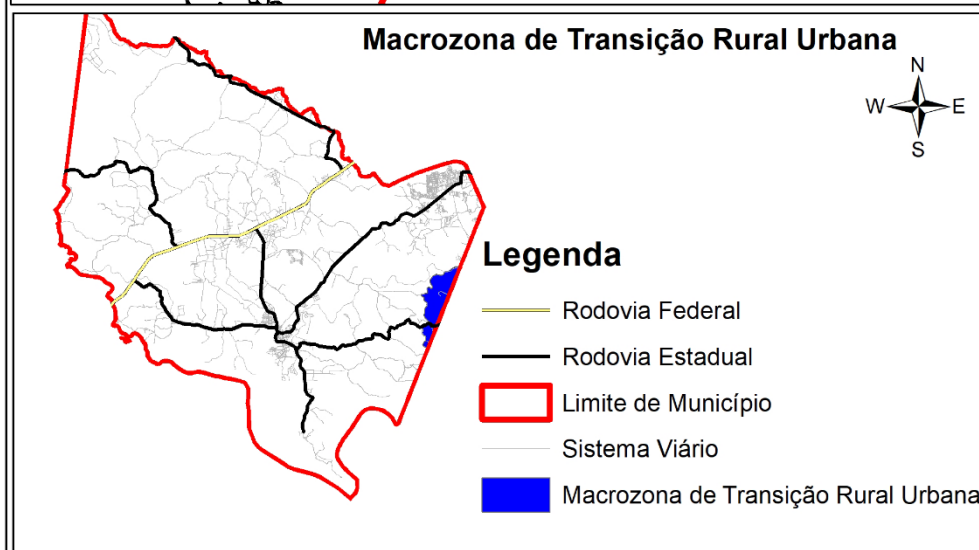 Macrozona de Transição Rural Urbana
N
W
E
S
Legenda
Rodovia Federal
Rodovia Estadual
Limite de Município
Sistema Viário
Macrozona de Transição Rural Urbana